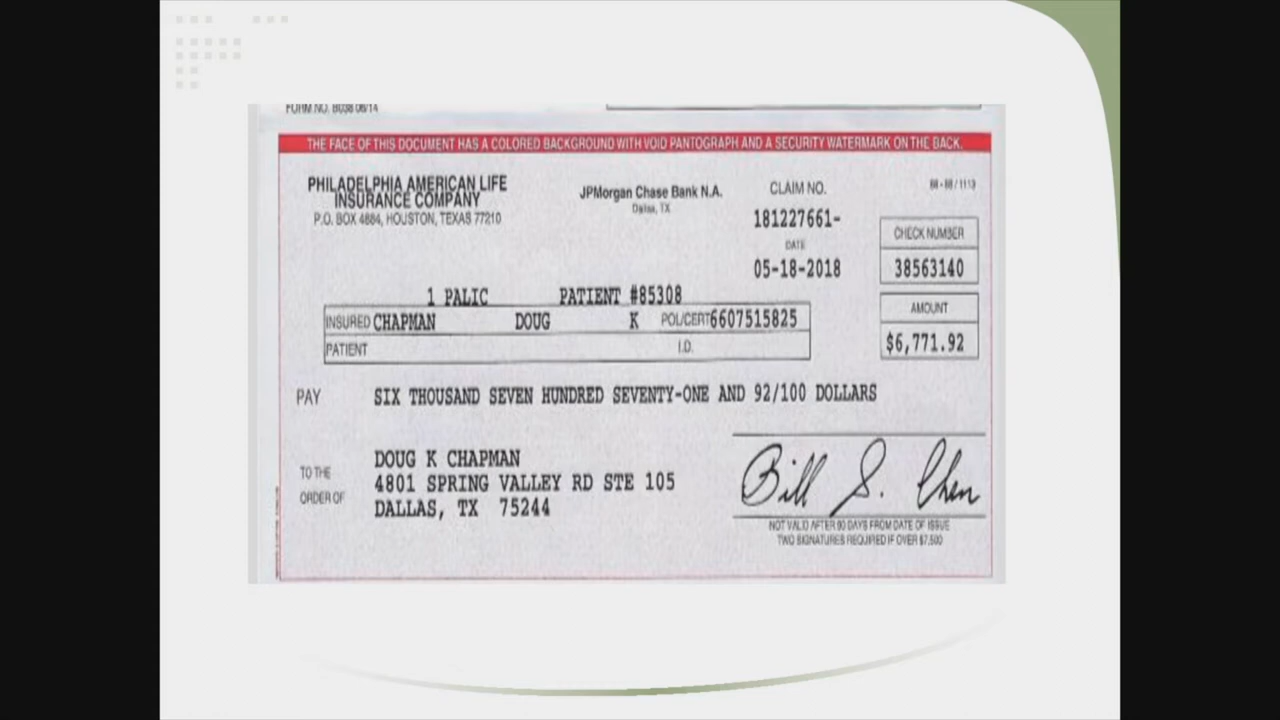 FORM NO. B038 06/14
THE FACE OF THIS DOCUMENT HAS A COLORED BACKGROUND WITH VOID PANTOGRAPH AND A SECURITY WATERMARK ON THE BACK.
PHILADELPHIA AMERICAN LIFE
INSURANCE COMPANY
P.O. BOX 4884, HOUSTON, TEXAS 77210
JPMorgan Chase Bank N.A.
Dallas, TX
CLAIM NO.
181227661-
DATE
05-18-2018
88-88/1113
CHECK NUMBER
38563140
AMOUNT
$6,771.92
1 PALIC PATIENT #85308
INSURED CHAPMAN DOUG K POL/CERT 6607515825
PATIENT I.D.
PAY SIX THOUSAND SEVEN HUNDRED SEVENTY-ONE AND 92/100 DOLLARS
TO THE
ORDER OF
DOUG K CHAPMAN
4801 SPRING VALLEY RD STE 105
DALLAS, TX 75244
Bill S. Chen
NOT VALID AFTER 90 DAYS FROM DATE OF ISSUE
TWO SIGNATURES REQUIRED IF OVER $7,500